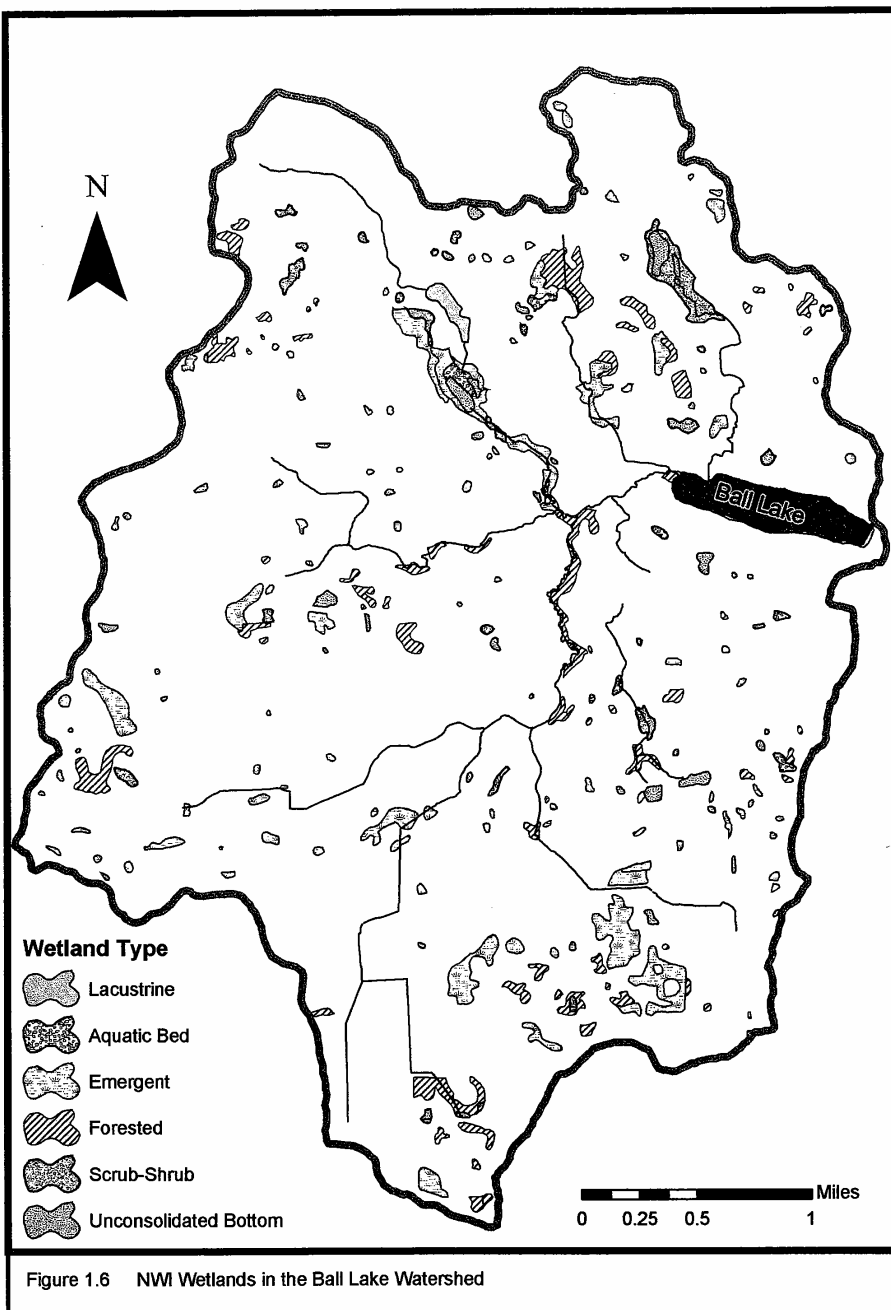 N
Ball Lake
Wetland Type
Lacustrine
Aquatic Bed
Emergent
Forested
Scrub-Shrub
Unconsolidated Bottom
Miles
0 0.25 0.5 1
Figure 1.6 NWI Wetlands in the Ball Lake Watershed